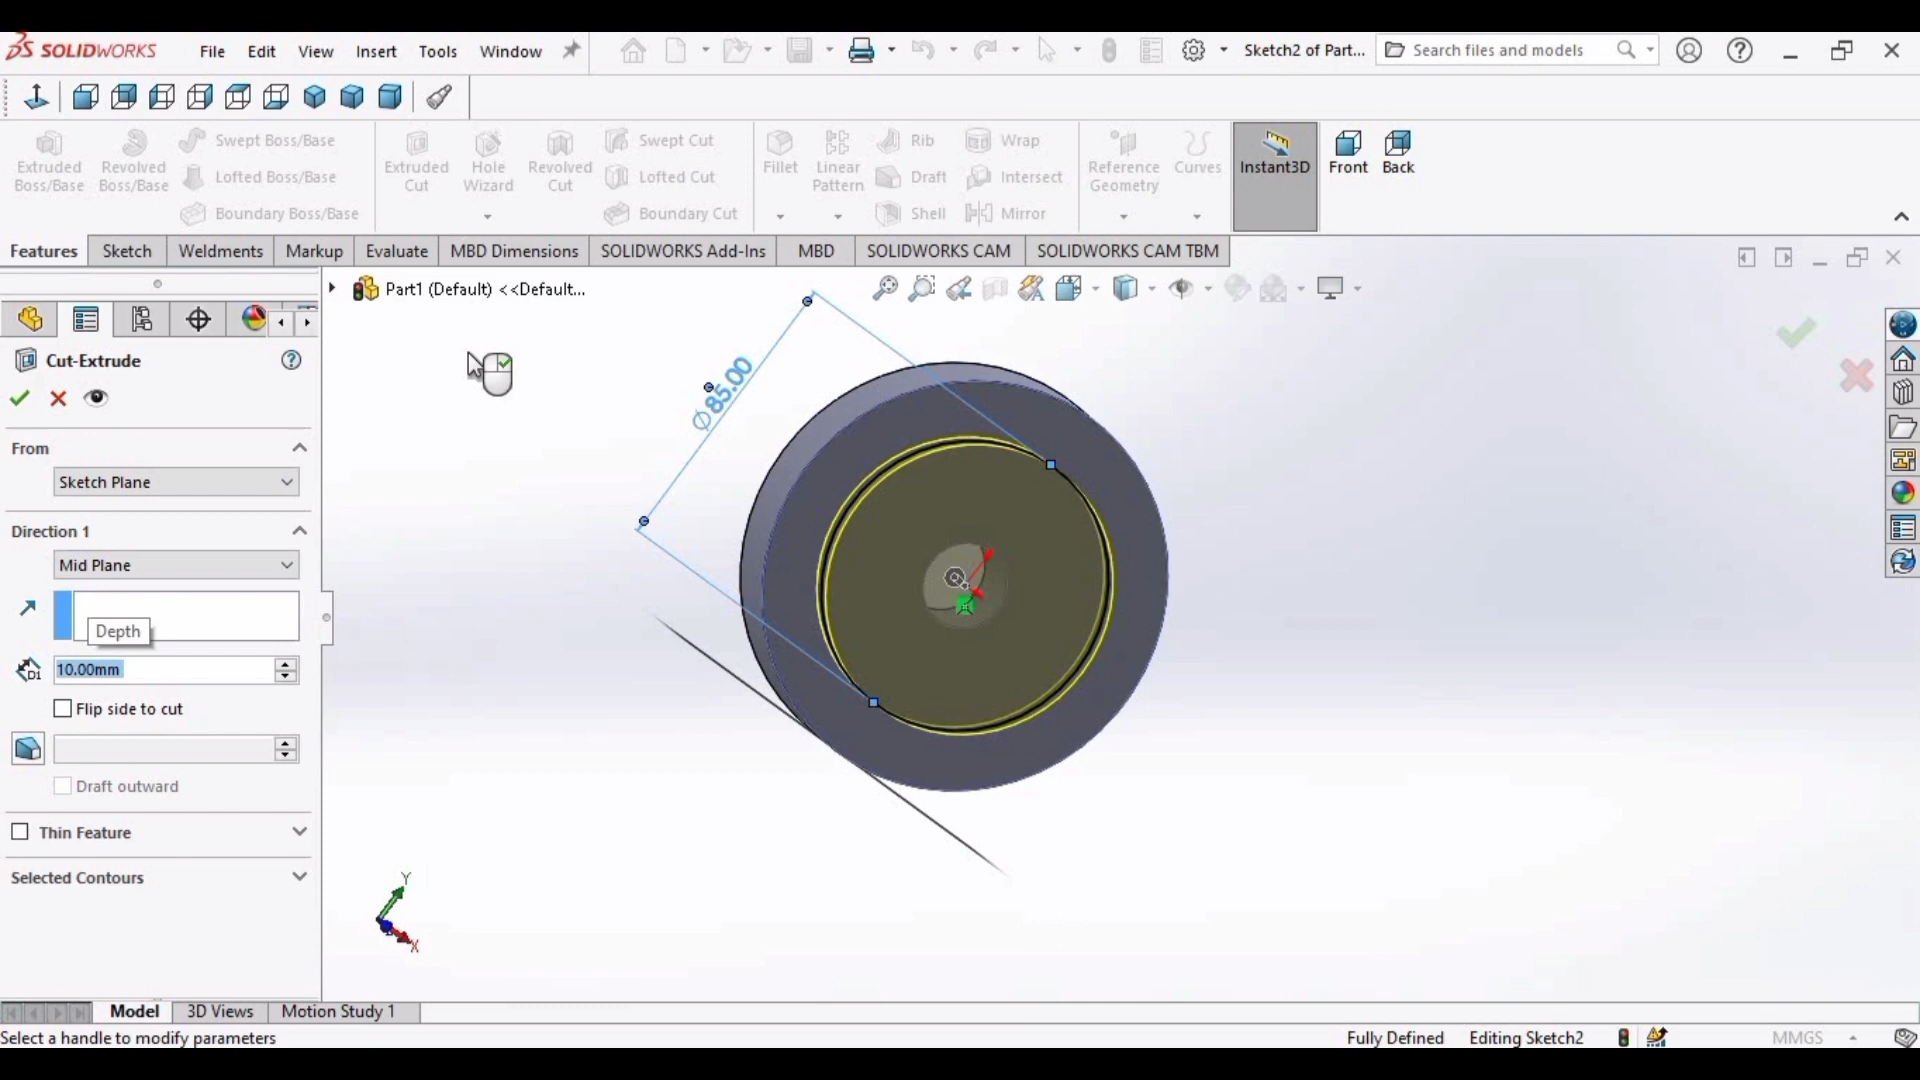 SOLIDWORKS File Edit View Insert Tools Window Sketch2 of Part... Search files and models
Extruded Boss/Base
Revolved Boss/Base
Swept Boss/Base
Lofted Boss/Base
Boundary Boss/Base
Extruded Cut
Hole Wizard
Revolved Cut
Swept Cut
Lofted Cut
Boundary Cut
Fillet
Linear Pattern
Rib
Draft
Shell
Wrap
Intersect
Mirror
Reference Geometry
Curves
Instant3D
Front
Back
Features Sketch Weldments Markup Evaluate MBD Dimensions SOLIDWORKS Add-Ins MBD SOLIDWORKS CAM SOLIDWORKS CAM TBM
Part1 (Default) <<Default...
Cut-Extrude
From
Sketch Plane
Direction 1
Mid Plane
Depth
D1
10.00mm
Flip side to cut
Draft outward
Thin Feature
Selected Contours
Ø85.00
Y
X
Model 3D Views Motion Study 1
Select a handle to modify parameters
Fully Defined Editing Sketch2 MMGS